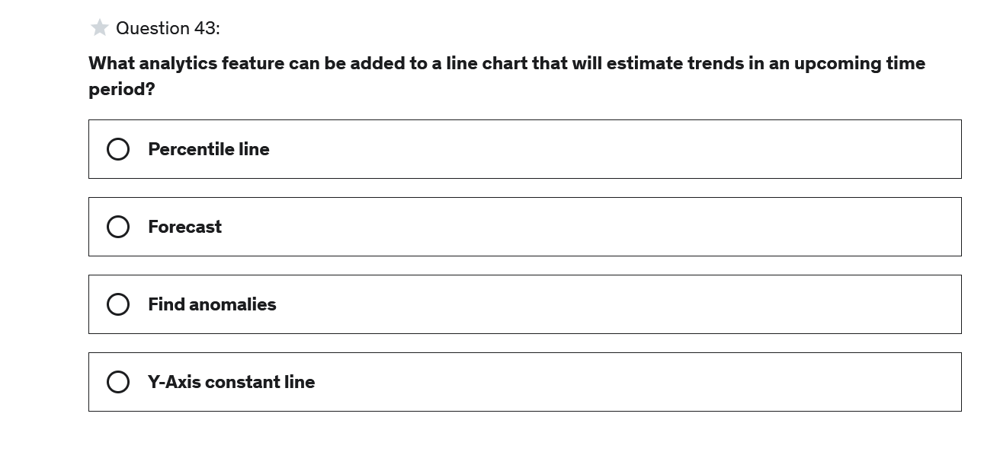 Question 43:
What analytics feature can be added to a line chart that will estimate trends in an upcoming time
period?
Percentile line
Forecast
Find anomalies
Y-Axis constant line